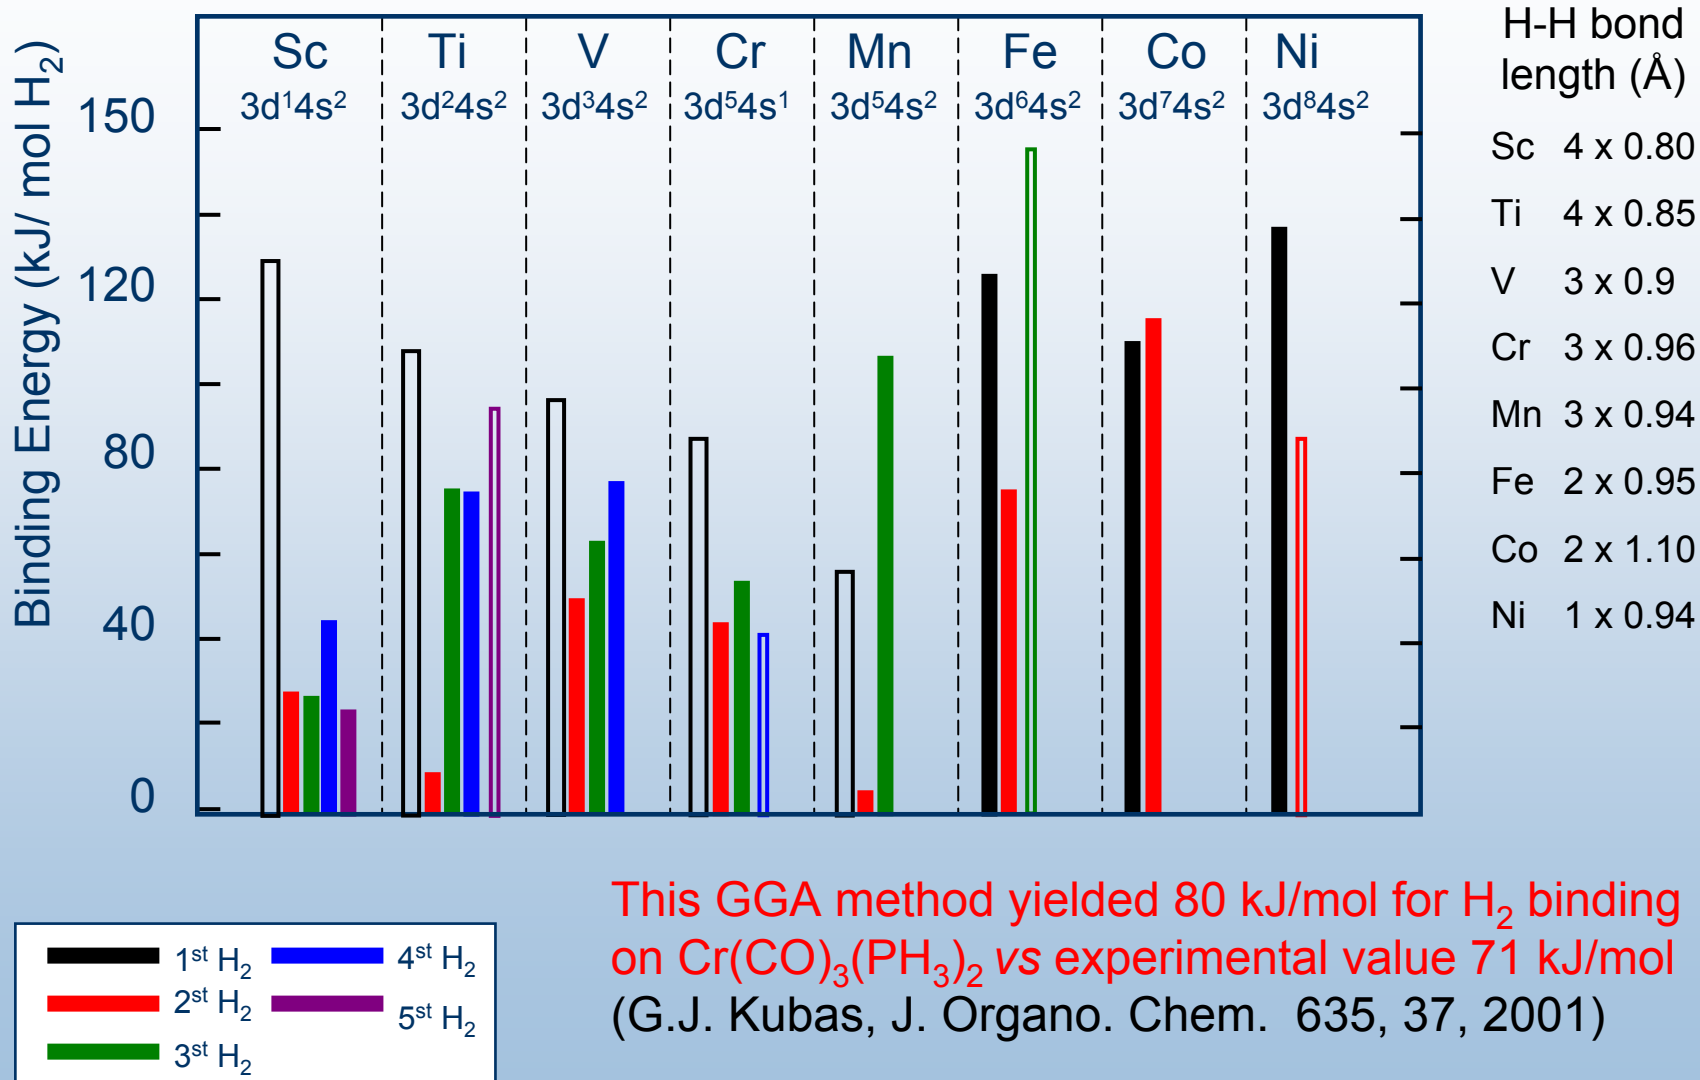 Binding Energy (kJ/ mol H₂)
150
120
80
40
0
Sc
3d¹4s²
Ti
3d²4s²
V
3d³4s²
Cr
3d⁵4s¹
Mn
3d⁵4s²
Fe
3d⁶4s²
Co
3d⁷4s²
Ni
3d⁸4s²
H-H bond
length (Å)
Sc 4 x 0.80
Ti 4 x 0.85
V 3 x 0.9
Cr 3 x 0.96
Mn 3 x 0.94
Fe 2 x 0.95
Co 2 x 1.10
Ni 1 x 0.94
1ˢᵗ H₂
2ˢᵗ H₂
3ˢᵗ H₂
4ˢᵗ H₂
5ˢᵗ H₂
This GGA method yielded 80 kJ/mol for H₂ binding
on Cr(CO)₃(PH₃)₂ vs experimental value 71 kJ/mol
(G.J. Kubas, J. Organo. Chem. 635, 37, 2001)